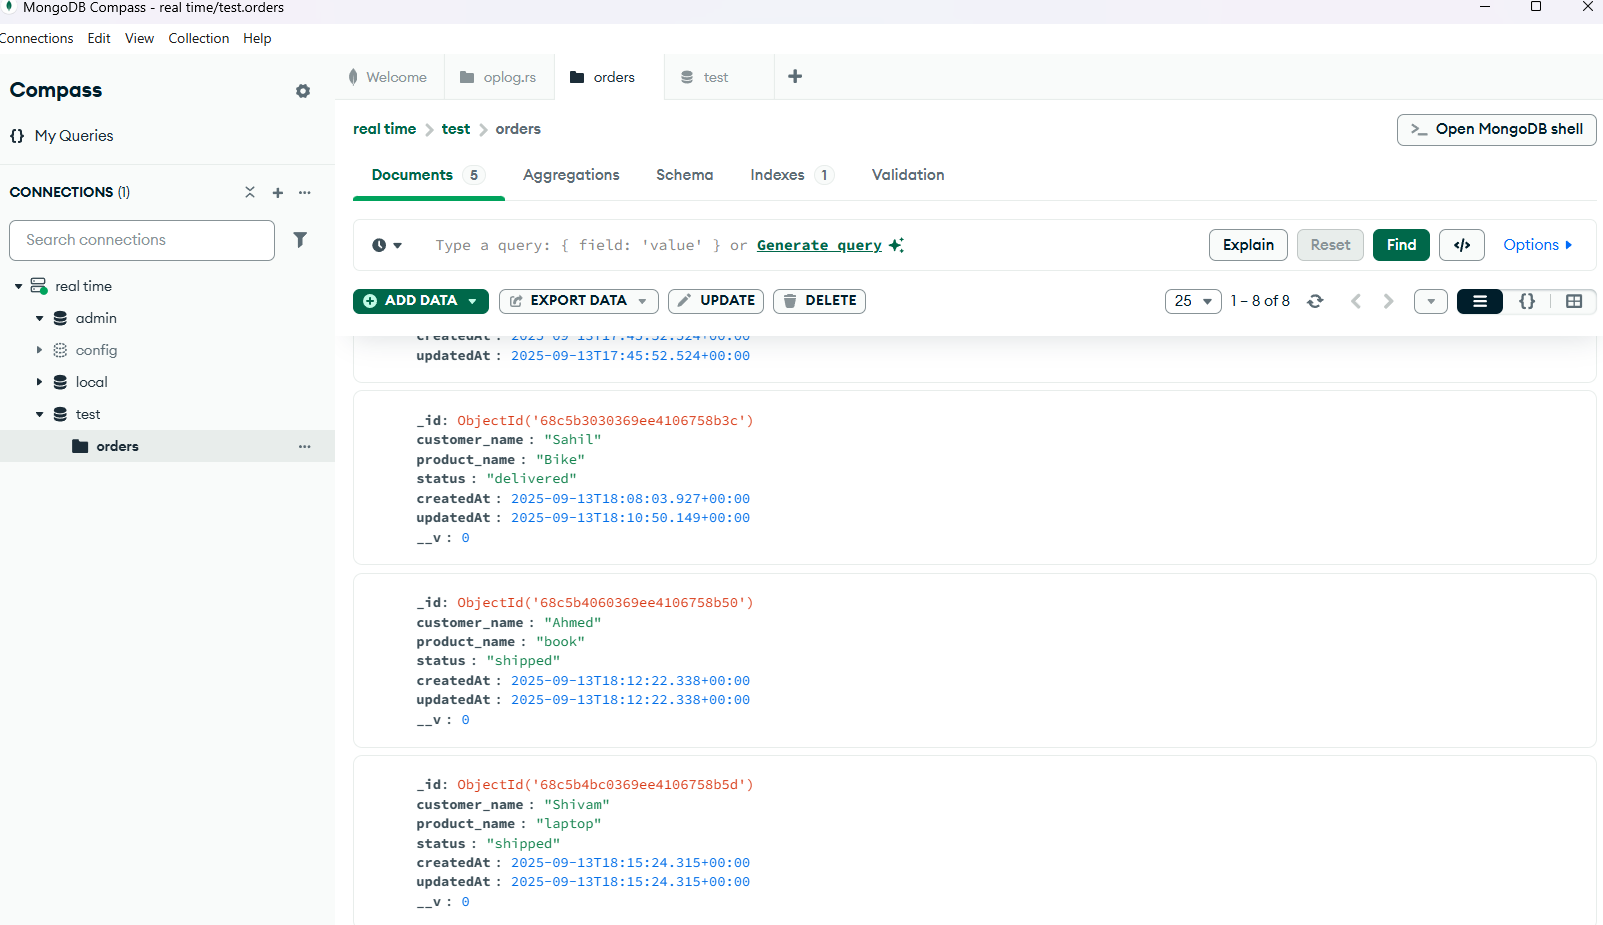 MongoDB Compass - real time/test.orders
Connections Edit View Collection Help
Compass
{} My Queries
CONNECTIONS (1)
Search connections
real time
admin
config
local
test
orders
Welcome oplog.rs orders test
real time test orders
>_ Open MongoDB shell
Documents 5 Aggregations Schema Indexes 1 Validation
Type a query: { field: 'value' } or Generate query
Explain Reset Find </> Options
ADD DATA EXPORT DATA UPDATE DELETE
25 1 – 8 of 8 {}
createdAt : 2025-09-13T17:45:52.524+00:00
updatedAt : 2025-09-13T17:45:52.524+00:00
_id: ObjectId('68c5b3030369ee4106758b3c')
customer_name : "Sahil"
product_name : "Bike"
status : "delivered"
createdAt : 2025-09-13T18:08:03.927+00:00
updatedAt : 2025-09-13T18:10:50.149+00:00
__v : 0
_id: ObjectId('68c5b4060369ee4106758b50')
customer_name : "Ahmed"
product_name : "book"
status : "shipped"
createdAt : 2025-09-13T18:12:22.338+00:00
updatedAt : 2025-09-13T18:12:22.338+00:00
__v : 0
_id: ObjectId('68c5b4bc0369ee4106758b5d')
customer_name : "Shivam"
product_name : "laptop"
status : "shipped"
createdAt : 2025-09-13T18:15:24.315+00:00
updatedAt : 2025-09-13T18:15:24.315+00:00
__v : 0